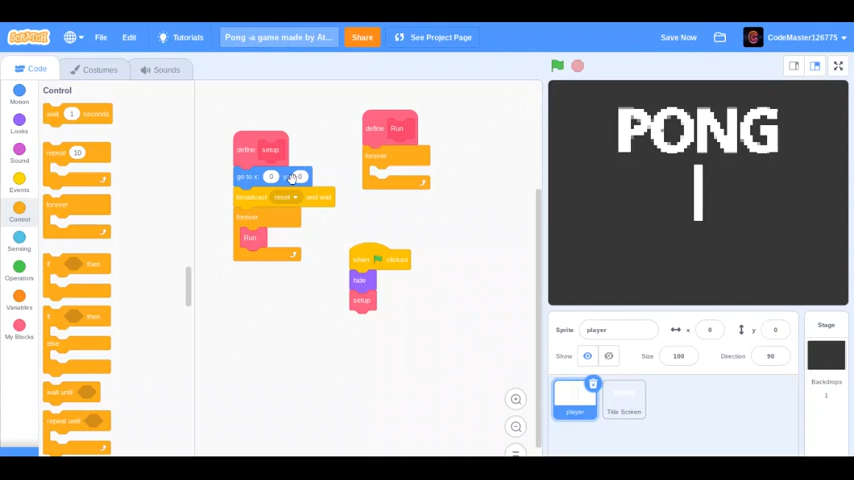 SCRATCH File Edit Tutorials Pong -a game made by At... Share See Project Page Save Now CodeMaster126775
Code Costumes Sounds
Motion
Looks
Sound
Events
Control
Sensing
Operators
Variables
My Blocks
Control
wait 1 seconds
repeat 10
forever
if then
if then
else
wait until
repeat until
define setup
go to x: 0 y: 0
broadcast reset and wait
forever
Run
define Run
forever
when clicked
hide
setup
PONG
Sprite player x 0 y 0
Show Size 100 Direction 90
player
Title Screen
Stage
Backdrops
1